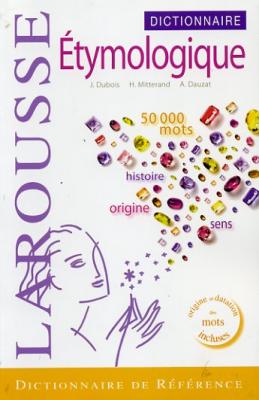 LAROUSSE
DICTIONNAIRE
Étymologique
J. Dubois H. Mitterand A. Dauzat
50 000
mots
histoire
origine
sens
origine et datation
des
mots
incluses
DICTIONNAIRE DE RÉFÉRENCE